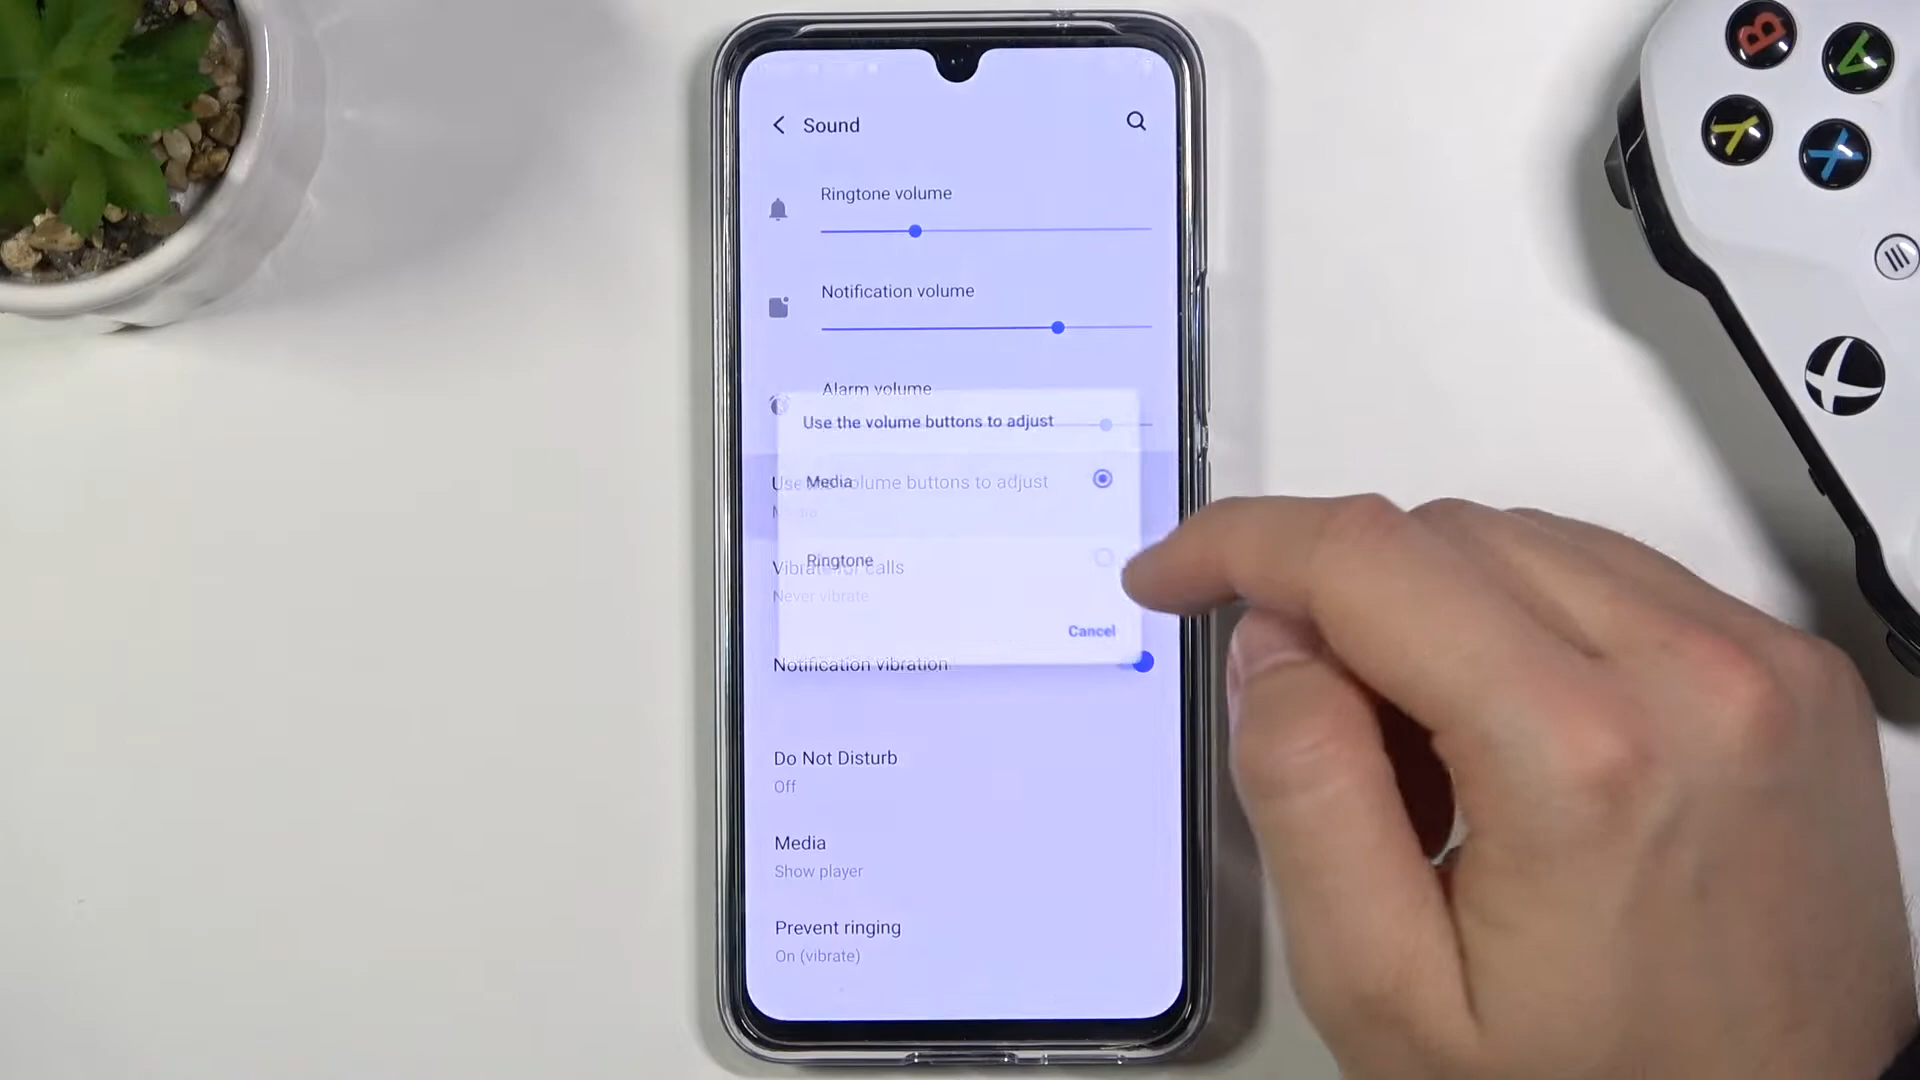 Sound
Ringtone volume
Notification volume
Alarm volume
Use the volume buttons to adjust
Media
Use the volume buttons to adjust
Media
Ringtone
Vibrate for calls
Never vibrate
Cancel
Notification vibration
Do Not Disturb
Off
Media
Show player
Prevent ringing
On (vibrate)
B
A
Y
X